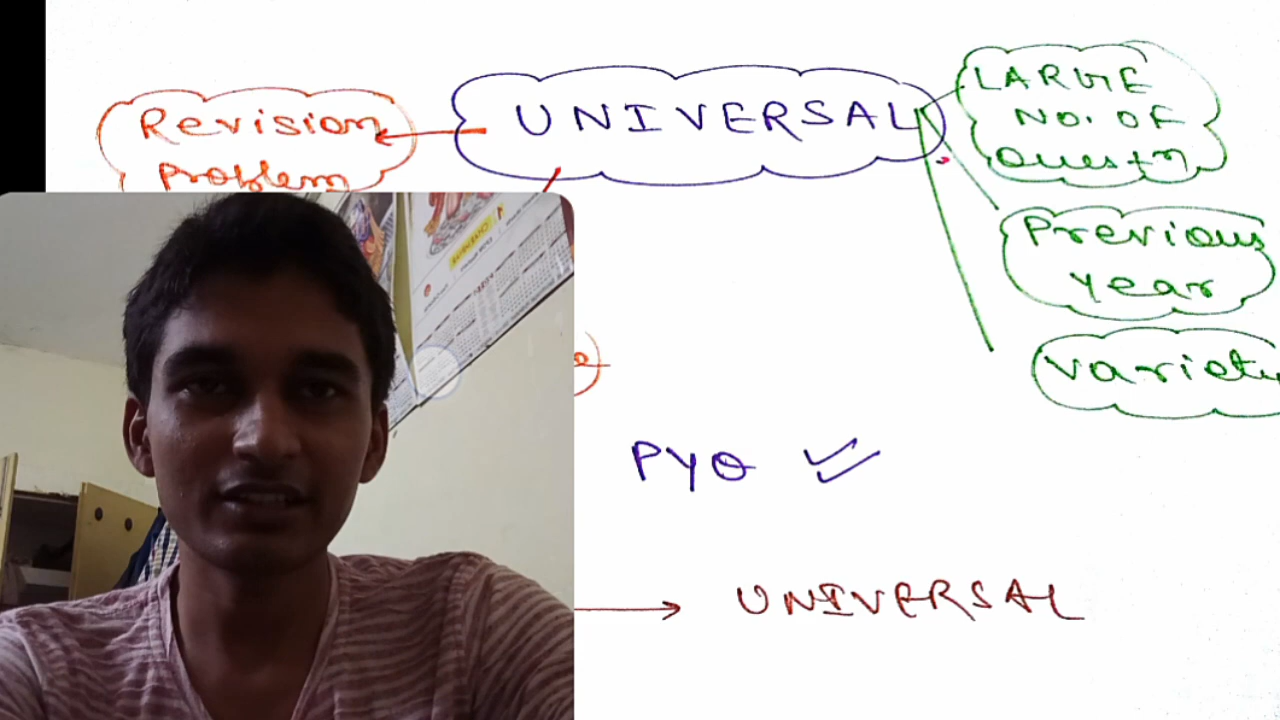 Revision
Problem
UNIVERSAL
LARGE
NO. OF
Questn
Previous
Year
Variety
PYQ
UNIVERSAL